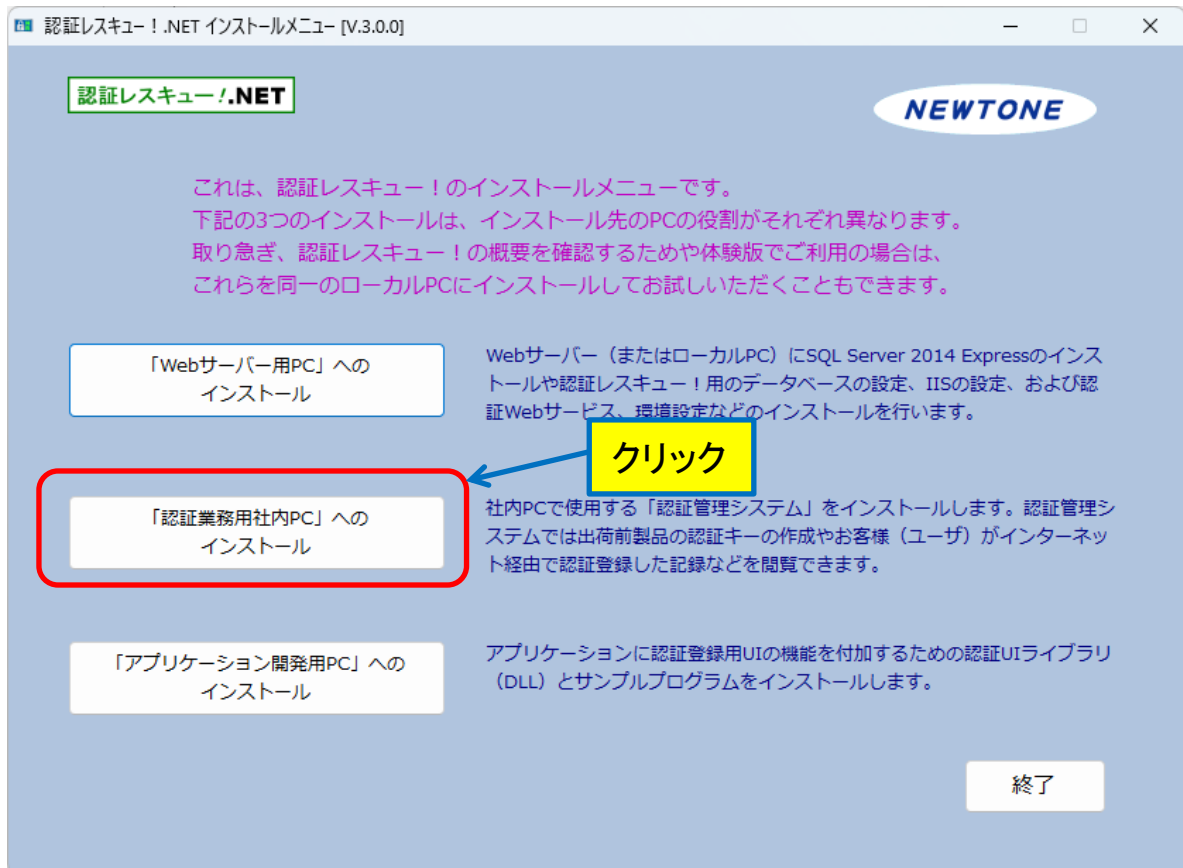 認証レスキュー！.NET インストールメニュー [V.3.0.0]
認証レスキュー！.NET
NEWTONE
これは、認証レスキュー！のインストールメニューです。
下記の3つのインストールは、インストール先のPCの役割がそれぞれ異なります。
取り急ぎ、認証レスキュー！の概要を確認するためや体験版でご利用の場合は、
これらを同一のローカルPCにインストールしてお試しいただくこともできます。
「Webサーバー用PC」への
インストール
Webサーバー（またはローカルPC）にSQL Server 2014 Expressのインス
トールや認証レスキュー！用のデータベースの設定、IISの設定、および認
証Webサービス、環境設定などのインストールを行います。
クリック
「認証業務用社内PC」への
インストール
社内PCで使用する「認証管理システム」をインストールします。認証管理シ
ステムでは出荷前製品の認証キーの作成やお客様（ユーザ）がインターネッ
ト経由で認証登録した記録などを閲覧できます。
「アプリケーション開発用PC」への
インストール
アプリケーションに認証登録用UIの機能を付加するための認証UIライブラリ
（DLL）とサンプルプログラムをインストールします。
終了